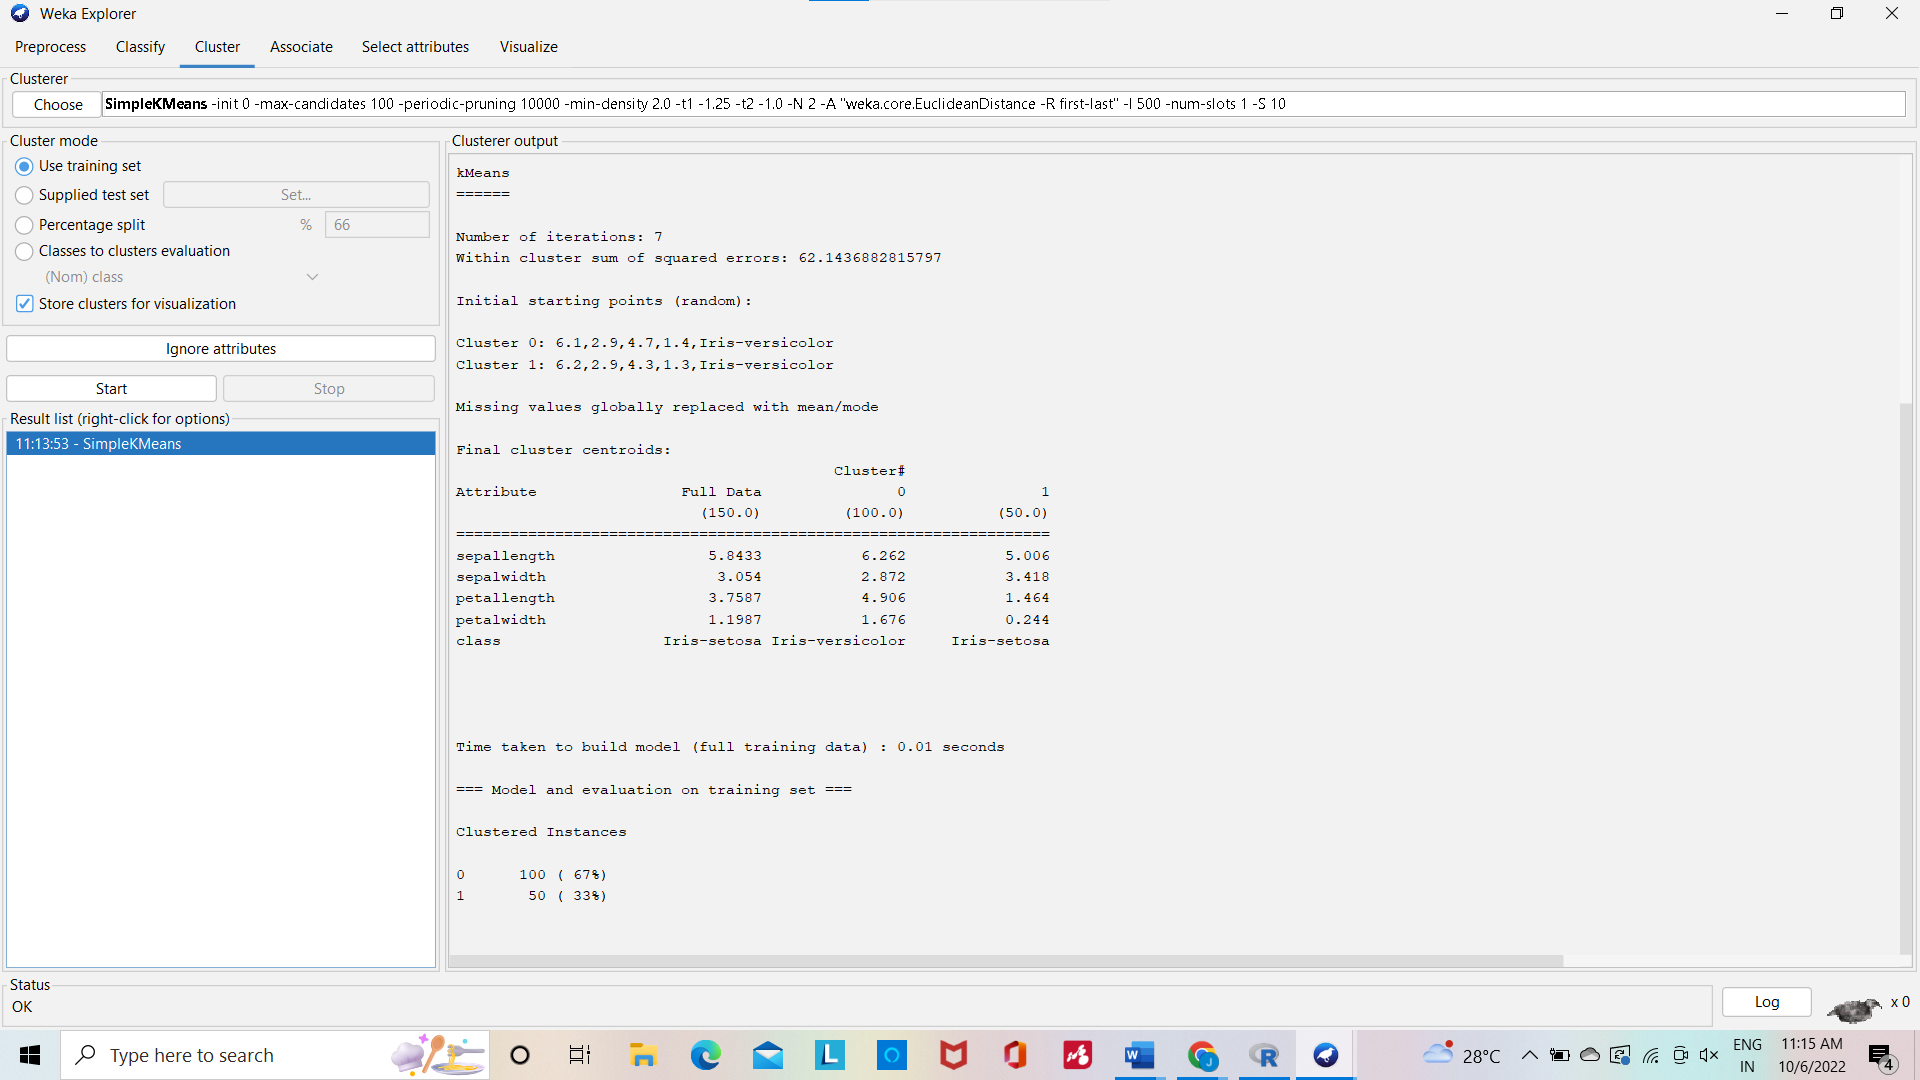 Weka Explorer
Preprocess Classify Cluster Associate Select attributes Visualize
Clusterer
Choose SimpleKMeans -init 0 -max-candidates 100 -periodic-pruning 10000 -min-density 2.0 -t1 -1.25 -t2 -1.0 -N 2 -A "weka.core.EuclideanDistance -R first-last" -I 500 -num-slots 1 -S 10
Cluster mode
Use training set
Supplied test set Set...
Percentage split % 66
Classes to clusters evaluation
(Nom) class
Store clusters for visualization
Ignore attributes
Start Stop
Result list (right-click for options)
11:13:53 - SimpleKMeans
Clusterer output
kMeans
======
Number of iterations: 7
Within cluster sum of squared errors: 62.1436882815797
Initial starting points (random):
Cluster 0: 6.1,2.9,4.7,1.4,Iris-versicolor
Cluster 1: 6.2,2.9,4.3,1.3,Iris-versicolor
Missing values globally replaced with mean/mode
Final cluster centroids:
Cluster#
Attribute Full Data 0 1
(150.0) (100.0) (50.0)
==================================================================
sepallength 5.8433 6.262 5.006
sepalwidth 3.054 2.872 3.418
petallength 3.7587 4.906 1.464
petalwidth 1.1987 1.676 0.244
class Iris-setosa Iris-versicolor Iris-setosa
Time taken to build model (full training data) : 0.01 seconds
=== Model and evaluation on training set ===
Clustered Instances
0 100 ( 67%)
1 50 ( 33%)
Status
OK
Log x 0
Type here to search
L
W
J
R
28°C
ENG
IN
11:15 AM
10/6/2022
4